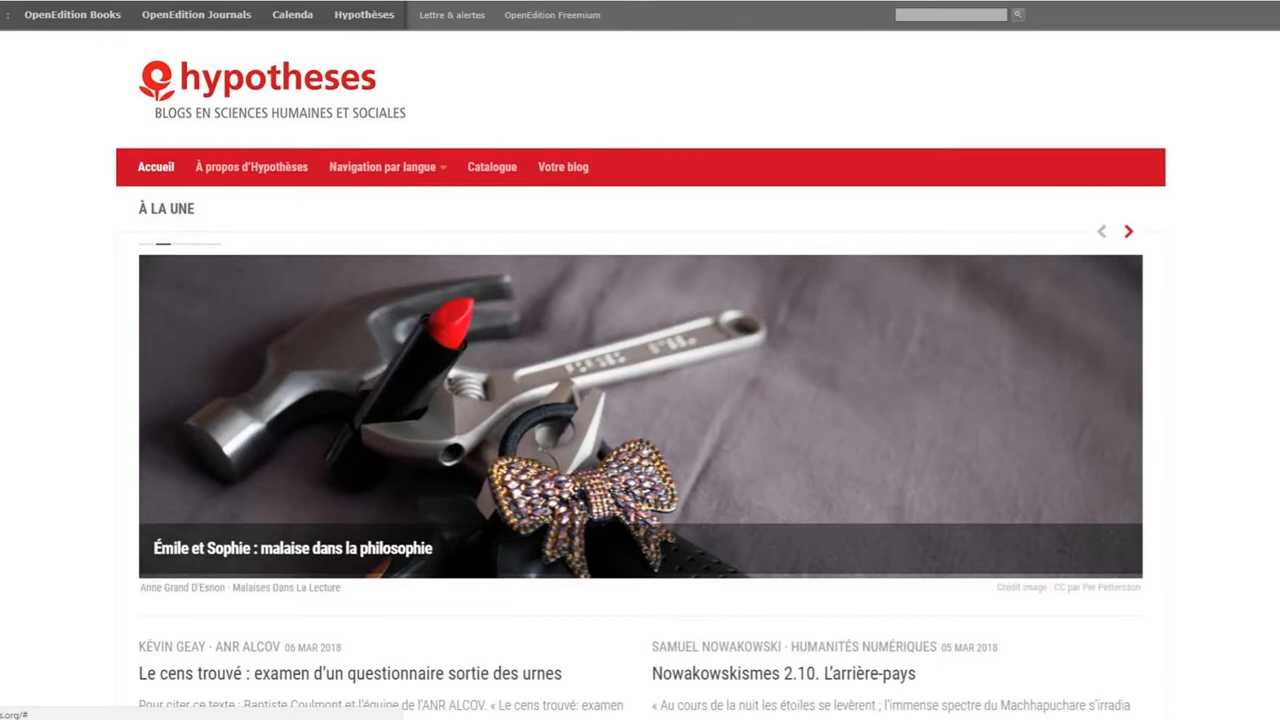 : OpenEdition Books OpenEdition Journals Calenda Hypothèses Lettre & alertes OpenEdition Freemium
hypotheses
BLOGS EN SCIENCES HUMAINES ET SOCIALES
Accueil À propos d'Hypothèses Navigation par langue Catalogue Votre blog
À LA UNE
Émile et Sophie : malaise dans la philosophie
Anne Grand D'Esnon · Malaises Dans La Lecture
Crédit image : CC par Per Pettersson
KÉVIN GEAY · ANR ALCOV 06 MAR 2018
Le cens trouvé : examen d'un questionnaire sortie des urnes
Pour citer ce texte : Baptiste Coulmont et l'équipe de l'ANR ALCOV, « Le cens trouvé: examen
SAMUEL NOWAKOWSKI · HUMANITÉS NUMÉRIQUES 05 MAR 2018
Nowakowskismes 2.10. L'arrière-pays
« Au cours de la nuit les étoiles se levèrent ; l'immense spectre du Machhapuchare s'irradia
s.org/#